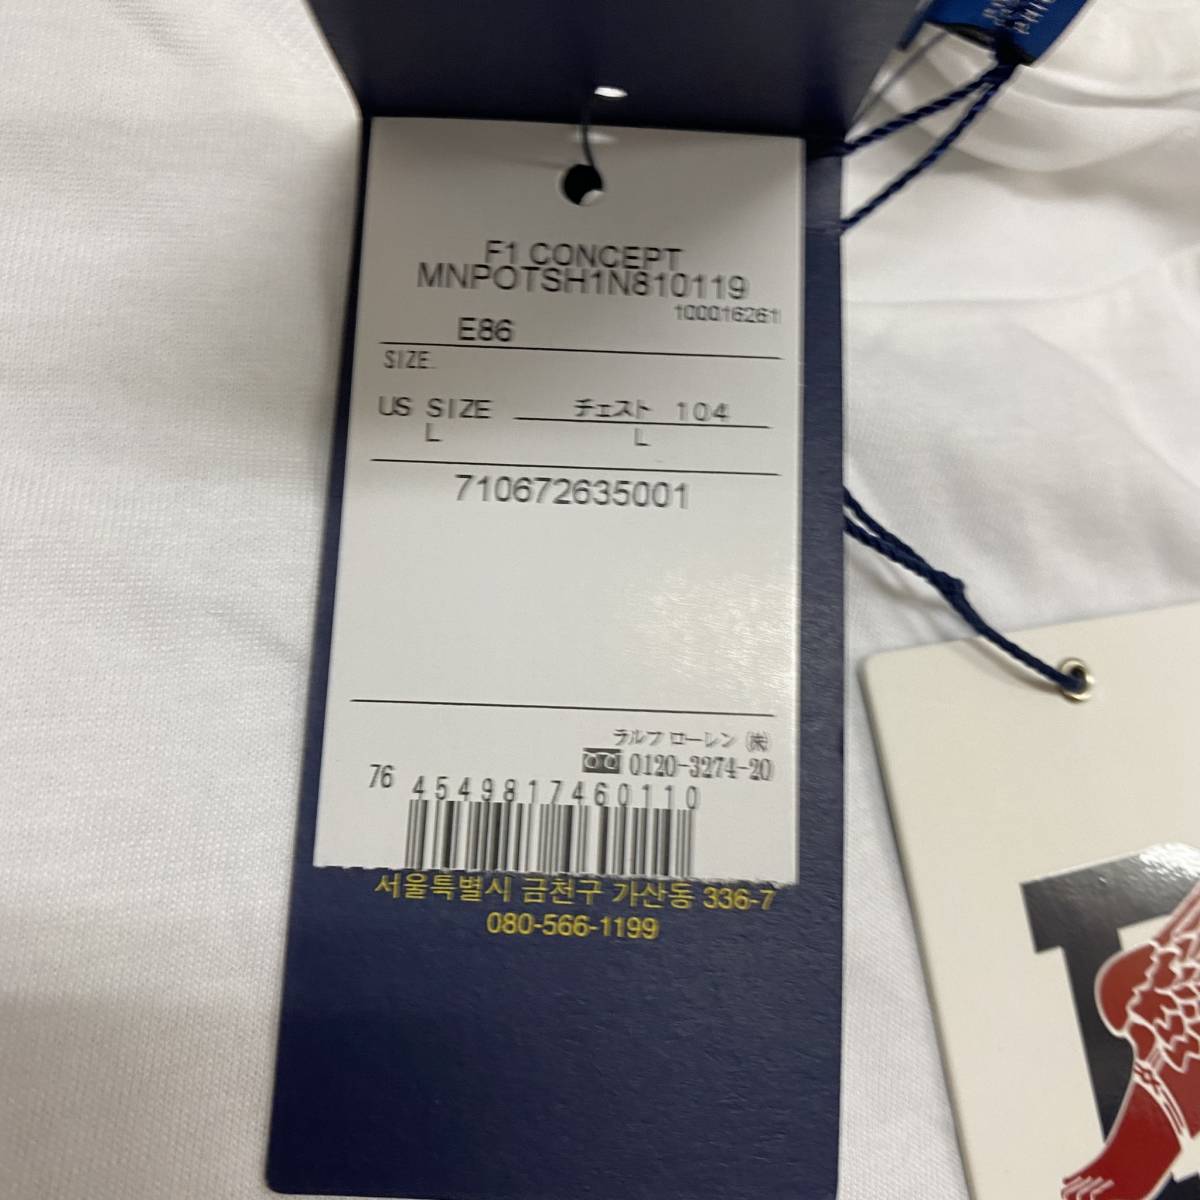 F1 CONCEPT
MNPOTSH1N810119
100016261
E86
SIZE
US SIZE チェスト 104
L L
710672635001
ラルフ ローレン (株)
0120-3274-20
76 4549817460110
서울특별시 금천구 가산동 336-7
080-566-1199